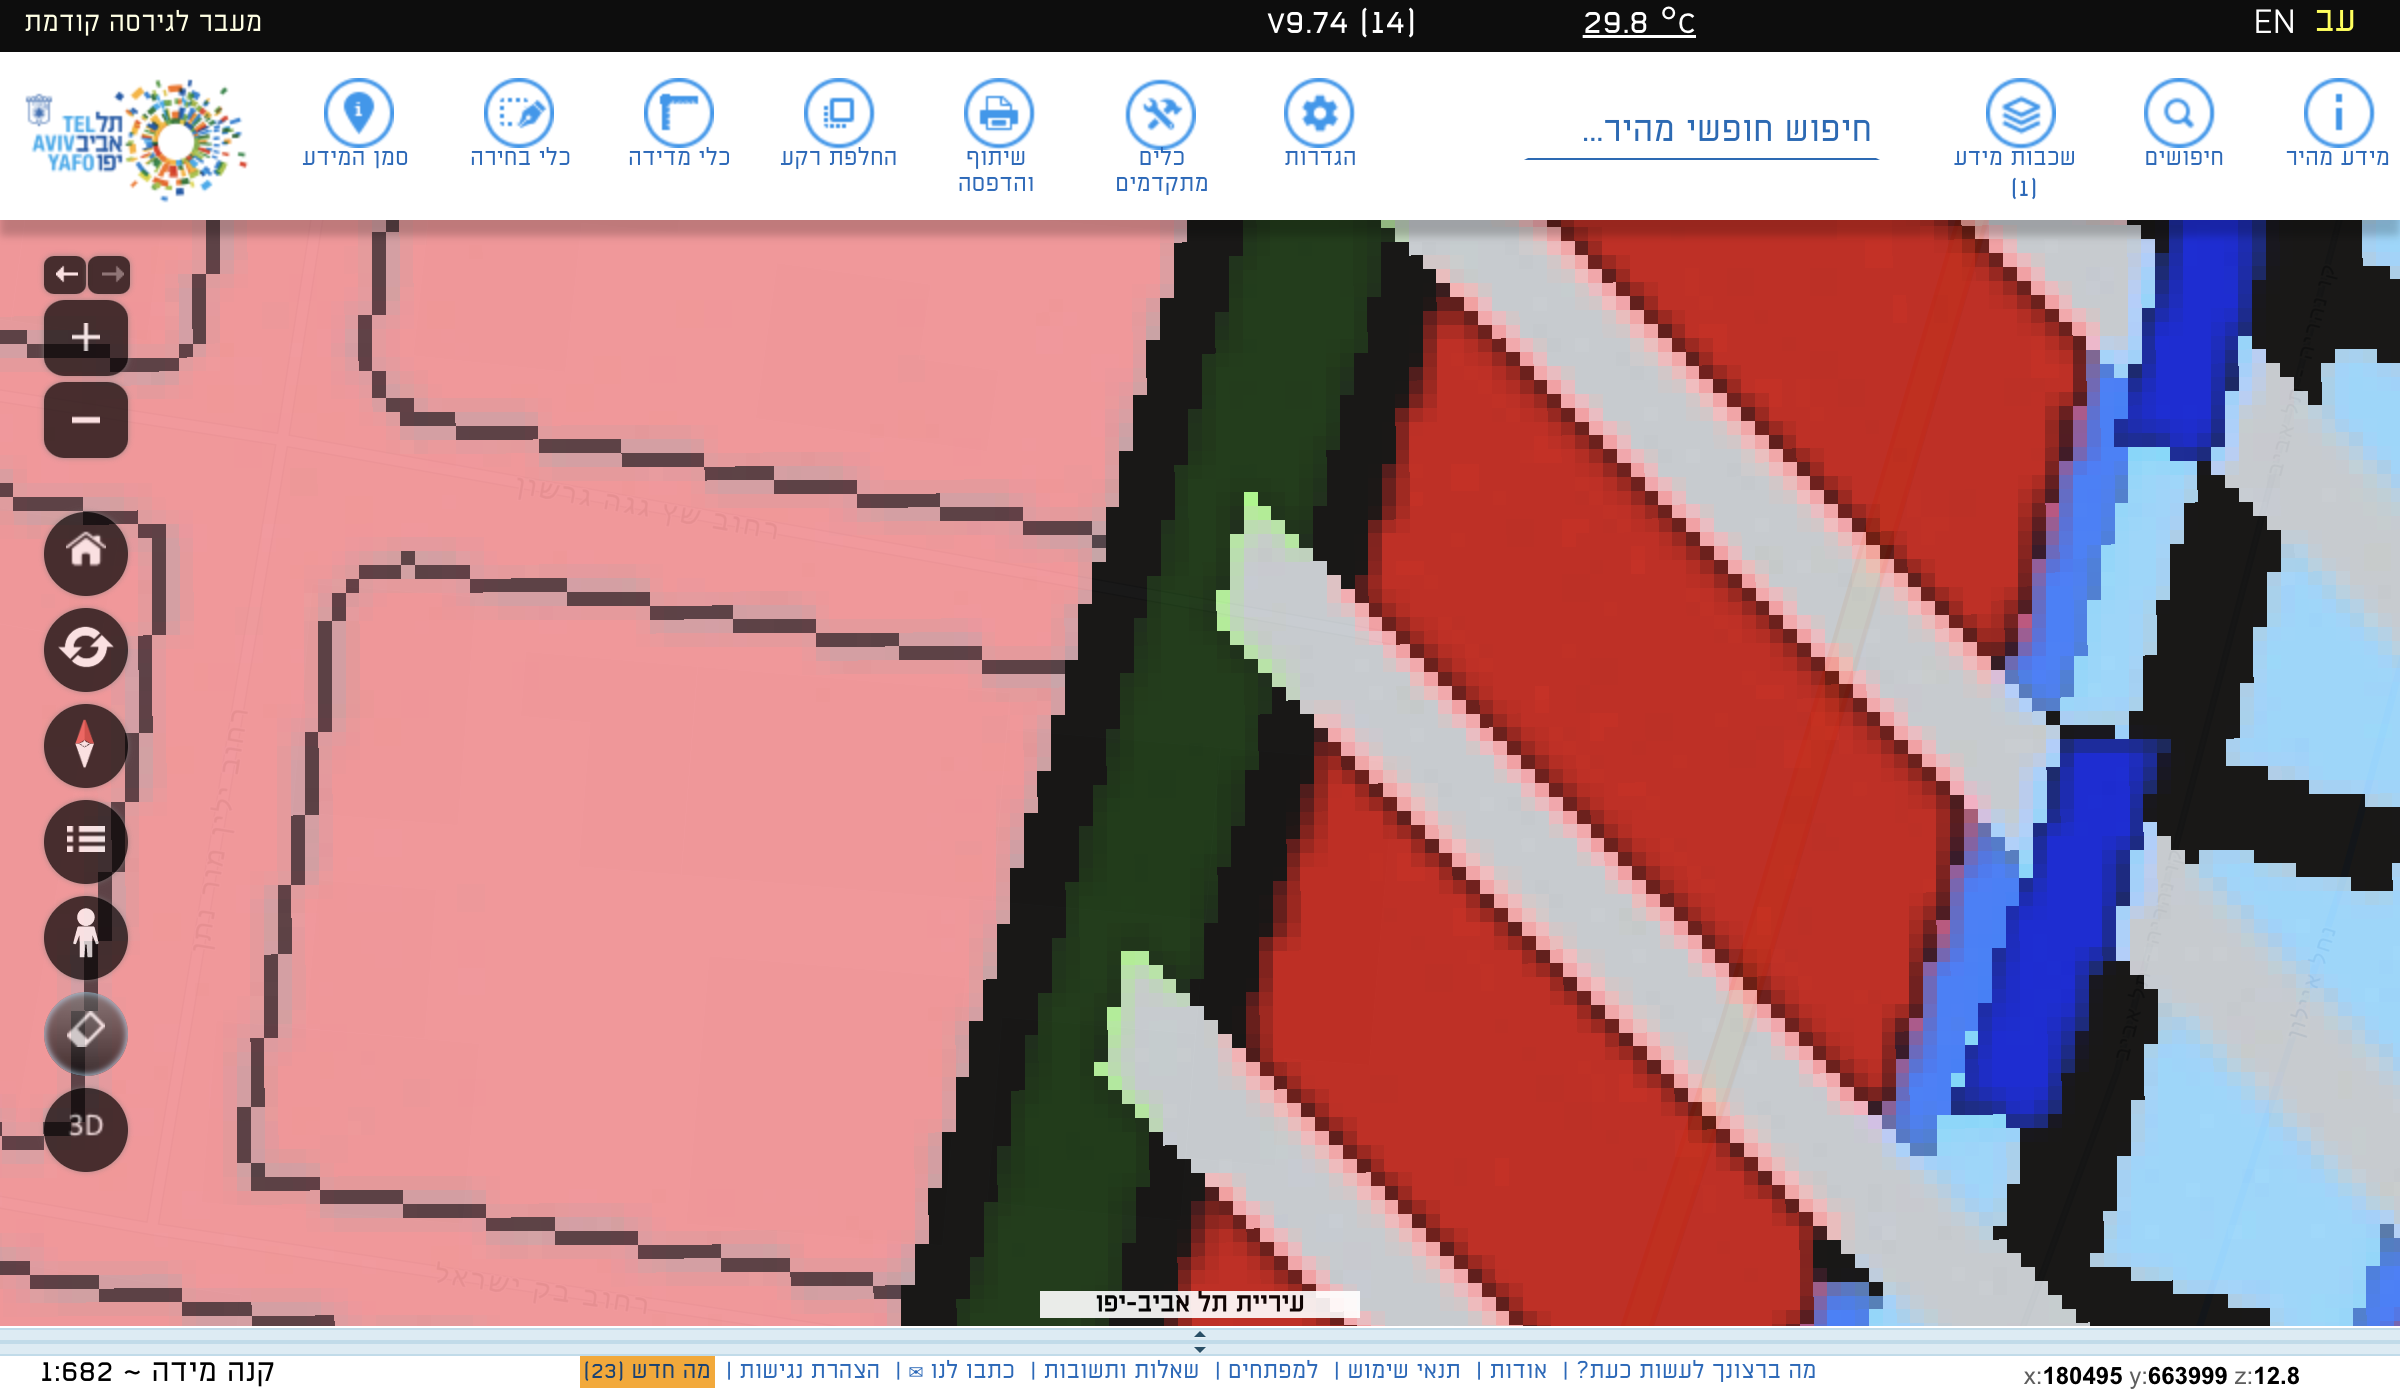 עב EN
29.8 °C
V9.74 (14)
מעבר לגירסה קודמת
מידע מהיר
חיפושים
שכבות מידע
(1)
חיפוש חופשי מהיר...
הגדרות
כלים
מתקדמים
שיתוף
והדפסה
החלפת רקע
כלי מדידה
כלי בחירה
סמן המידע
TEL תל
AVIV אביב
YAFO יפו
רחוב שץ גגה גרשון
רחוב ילין מור נתן
נחל איילון
3D
רחוב בק ישראל
עיריית תל אביב-יפו
מה ברצונך לעשות כעת? | אודות | תנאי שימוש | למפתחים | שאלות ותשובות | כתבו לנו ✉ | הצהרת נגישות | מה חדש (23)
קנה מידה ~ 1:682
x:180495 y:663999 z:12.8